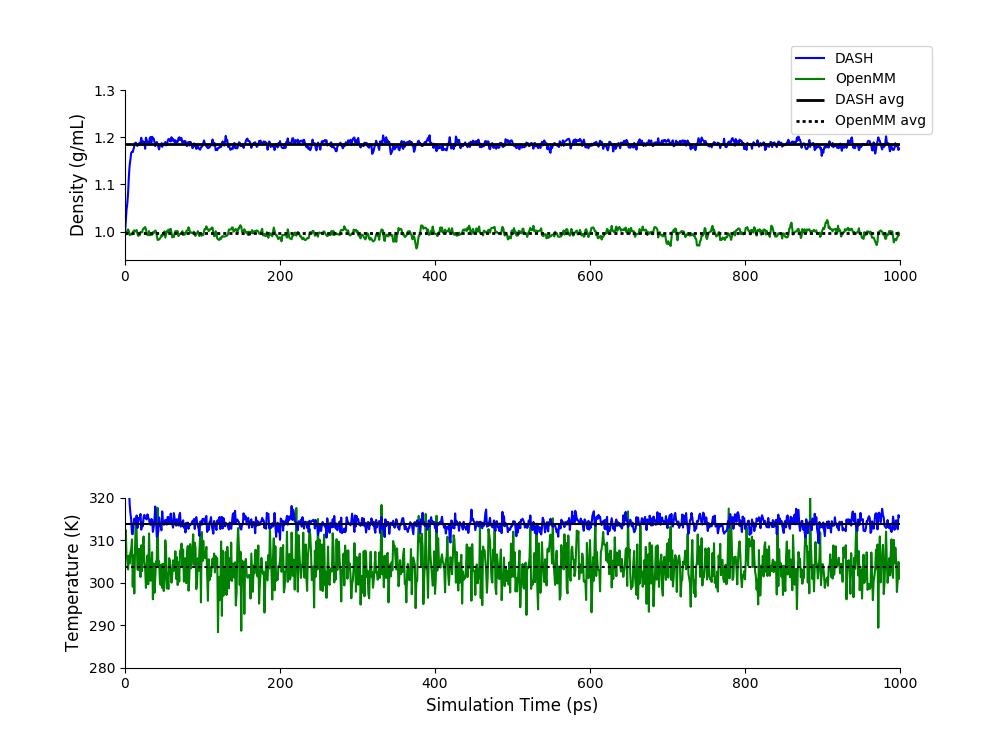 DASH
OpenMM
DASH avg
OpenMM avg
Density (g/mL)
1.3
1.2
1.1
1.0
0 200 400 600 800 1000
Temperature (K)
320
310
300
290
280
0 200 400 600 800 1000
Simulation Time (ps)